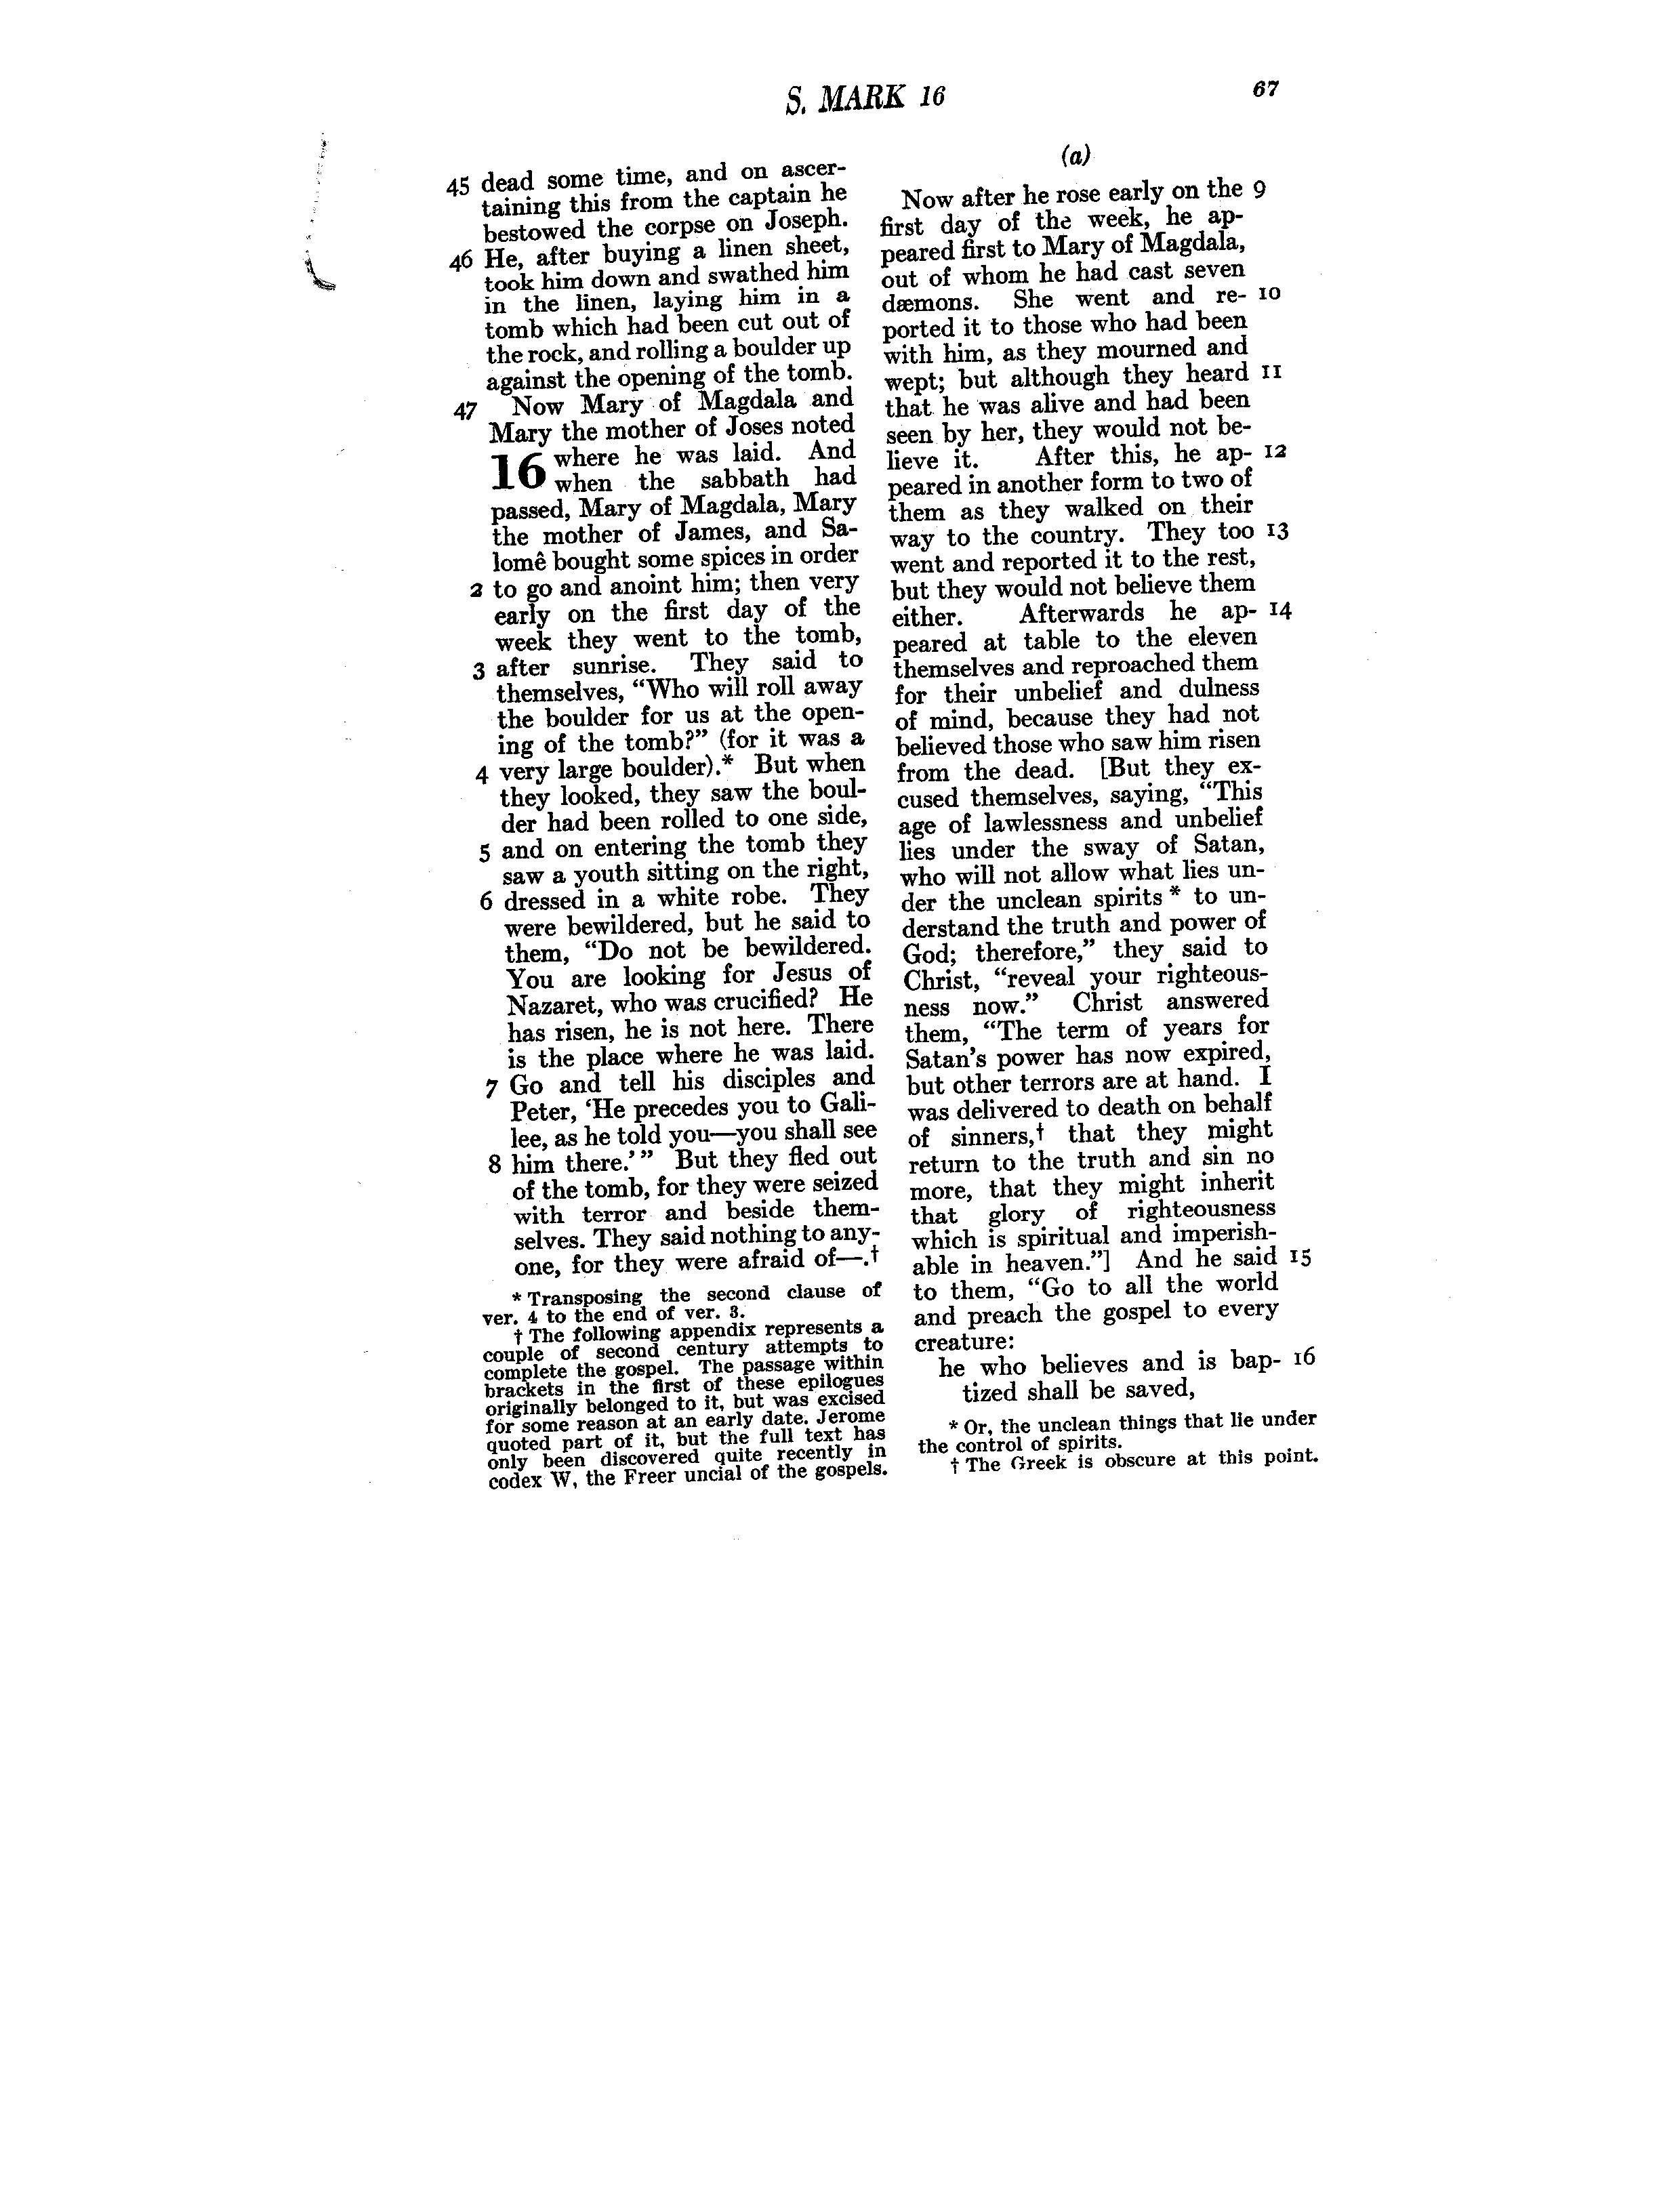 S. MARK 16
67
45 dead some time, and on ascer-
taining this from the captain he
bestowed the corpse on Joseph.
46 He, after buying a linen sheet,
took him down and swathed him
in the linen, laying him in a
tomb which had been cut out of
the rock, and rolling a boulder up
against the opening of the tomb.
47 Now Mary of Magdala and
Mary the mother of Joses noted
16 where he was laid. And
when the sabbath had
passed, Mary of Magdala, Mary
the mother of James, and Sa-
lomê bought some spices in order
2 to go and anoint him; then very
early on the first day of the
week they went to the tomb,
3 after sunrise. They said to
themselves, “Who will roll away
the boulder for us at the open-
ing of the tomb?” (for it was a
4 very large boulder).* But when
they looked, they saw the boul-
der had been rolled to one side,
5 and on entering the tomb they
saw a youth sitting on the right,
6 dressed in a white robe. They
were bewildered, but he said to
them, “Do not be bewildered.
You are looking for Jesus of
Nazaret, who was crucified? He
has risen, he is not here. There
is the place where he was laid.
7 Go and tell his disciples and
Peter, ‘He precedes you to Gali-
lee, as he told you—you shall see
8 him there.’” But they fled out
of the tomb, for they were seized
with terror and beside them-
selves. They said nothing to any-
one, for they were afraid of—.†
* Transposing the second clause of
ver. 4 to the end of ver. 3.
† The following appendix represents a
couple of second century attempts to
complete the gospel. The passage within
brackets in the first of these epilogues
originally belonged to it, but was excised
for some reason at an early date. Jerome
quoted part of it, but the full text has
only been discovered quite recently in
codex W, the Freer uncial of the gospels.
(a)
Now after he rose early on the 9
first day of the week, he ap-
peared first to Mary of Magdala,
out of whom he had cast seven
dæmons. She went and re- 10
ported it to those who had been
with him, as they mourned and
wept; but although they heard 11
that he was alive and had been
seen by her, they would not be-
lieve it. After this, he ap- 12
peared in another form to two of
them as they walked on their
way to the country. They too 13
went and reported it to the rest,
but they would not believe them
either. Afterwards he ap- 14
peared at table to the eleven
themselves and reproached them
for their unbelief and dulness
of mind, because they had not
believed those who saw him risen
from the dead. [But they ex-
cused themselves, saying, “This
age of lawlessness and unbelief
lies under the sway of Satan,
who will not allow what lies un-
der the unclean spirits * to un-
derstand the truth and power of
God; therefore,” they said to
Christ, “reveal your righteous-
ness now.” Christ answered
them, “The term of years for
Satan’s power has now expired,
but other terrors are at hand. I
was delivered to death on behalf
of sinners,† that they might
return to the truth and sin no
more, that they might inherit
that glory of righteousness
which is spiritual and imperish-
able in heaven.”] And he said 15
to them, “Go to all the world
and preach the gospel to every
creature:
he who believes and is bap- 16
tized shall be saved,
* Or, the unclean things that lie under
the control of spirits.
† The Greek is obscure at this point.